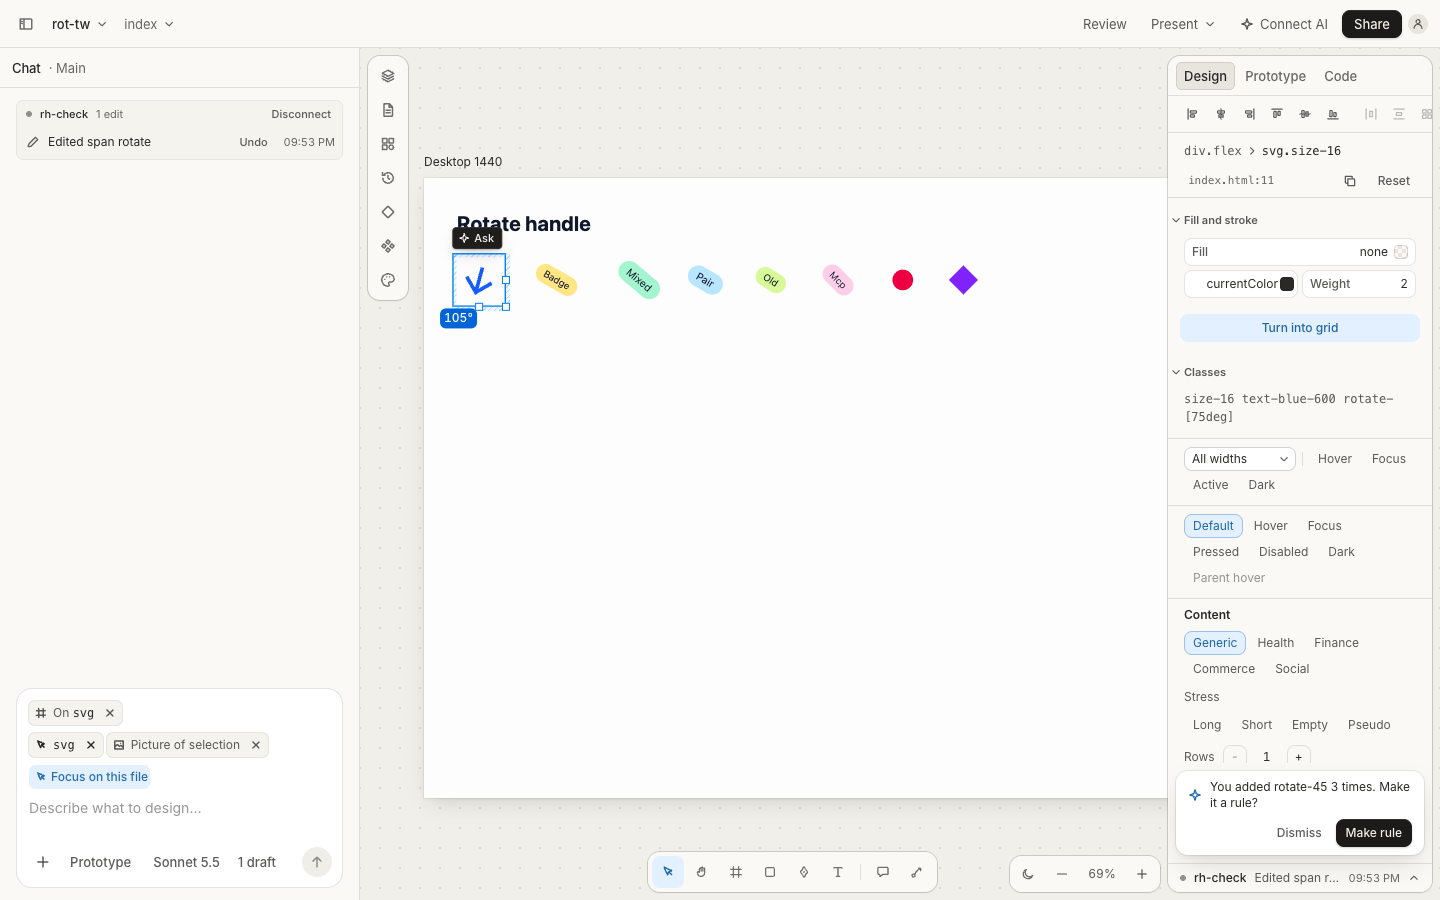 rot-tw
index
Review
Present
Connect AI
Share
Chat · Main
rh-check 1 edit Disconnect
Edited span rotate Undo 09:53 PM
On svg
svg
Picture of selection
Focus on this file
Describe what to design...
Prototype Sonnet 5.5 1 draft
Desktop 1440
Rotate handle
Ask
Badge
Mixed
Pair
Old
Mcp
105°
69%
Design Prototype Code
div.flex > svg.size-16
index.html:11 Reset
Fill and stroke
Fill none
currentColor Weight 2
Turn into grid
Classes
size-16 text-blue-600 rotate-
[75deg]
All widths Hover Focus
Active Dark
Default Hover Focus
Pressed Disabled Dark
Parent hover
Content
Generic Health Finance
Commerce Social
Stress
Long Short Empty Pseudo
Rows - 1 +
You added rotate-45 3 times. Make
it a rule?
Dismiss Make rule
rh-check Edited span r... 09:53 PM